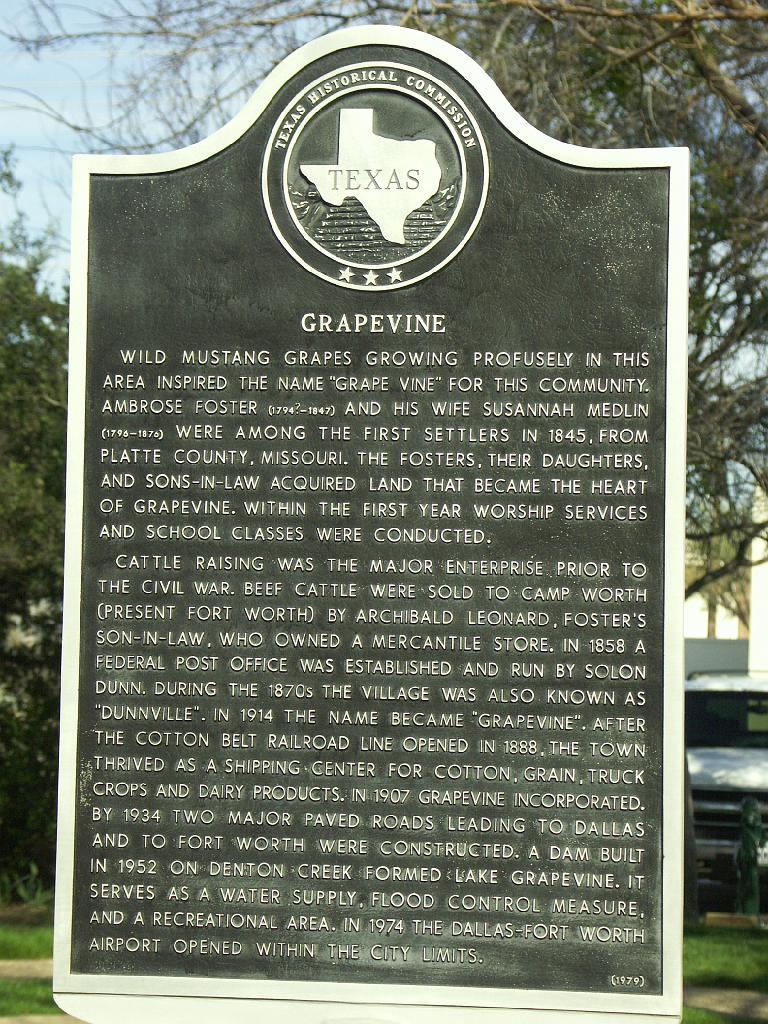 TEXAS HISTORICAL COMMISSION
TEXAS
GRAPEVINE
WILD MUSTANG GRAPES GROWING PROFUSELY IN THIS
AREA INSPIRED THE NAME "GRAPE VINE" FOR THIS COMMUNITY.
AMBROSE FOSTER (1794?-1847) AND HIS WIFE SUSANNAH MEDLIN
(1796-1876) WERE AMONG THE FIRST SETTLERS IN 1845, FROM
PLATTE COUNTY, MISSOURI. THE FOSTERS, THEIR DAUGHTERS,
AND SONS-IN-LAW ACQUIRED LAND THAT BECAME THE HEART
OF GRAPEVINE. WITHIN THE FIRST YEAR WORSHIP SERVICES
AND SCHOOL CLASSES WERE CONDUCTED.
CATTLE RAISING WAS THE MAJOR ENTERPRISE PRIOR TO
THE CIVIL WAR. BEEF CATTLE WERE SOLD TO CAMP WORTH
(PRESENT FORT WORTH) BY ARCHIBALD LEONARD, FOSTER'S
SON-IN-LAW, WHO OWNED A MERCANTILE STORE. IN 1858 A
FEDERAL POST OFFICE WAS ESTABLISHED AND RUN BY SOLON
DUNN. DURING THE 1870s THE VILLAGE WAS ALSO KNOWN AS
"DUNNVILLE". IN 1914 THE NAME BECAME "GRAPEVINE". AFTER
THE COTTON BELT RAILROAD LINE OPENED IN 1888, THE TOWN
THRIVED AS A SHIPPING CENTER FOR COTTON, GRAIN, TRUCK
CROPS AND DAIRY PRODUCTS. IN 1907 GRAPEVINE INCORPORATED.
BY 1934 TWO MAJOR PAVED ROADS LEADING TO DALLAS
AND TO FORT WORTH WERE CONSTRUCTED. A DAM BUILT
IN 1952 ON DENTON CREEK FORMED LAKE GRAPEVINE. IT
SERVES AS A WATER SUPPLY, FLOOD CONTROL MEASURE,
AND A RECREATIONAL AREA. IN 1974 THE DALLAS-FORT WORTH
AIRPORT OPENED WITHIN THE CITY LIMITS.
(1979)